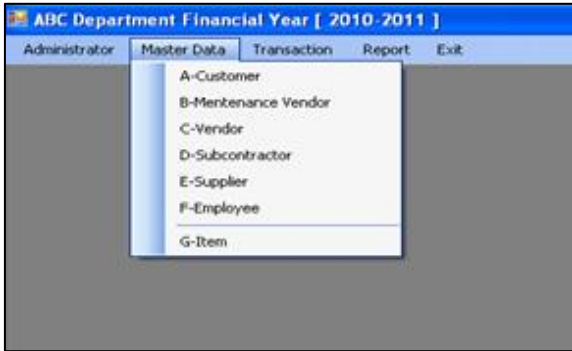 ABC Department Financial Year [ 2010-2011 ]
Administrator Master Data Transaction Report Exit
A-Customer
B-Mentenance Vendor
C-Vendor
D-Subcontractor
E-Supplier
F-Employee
G-Item